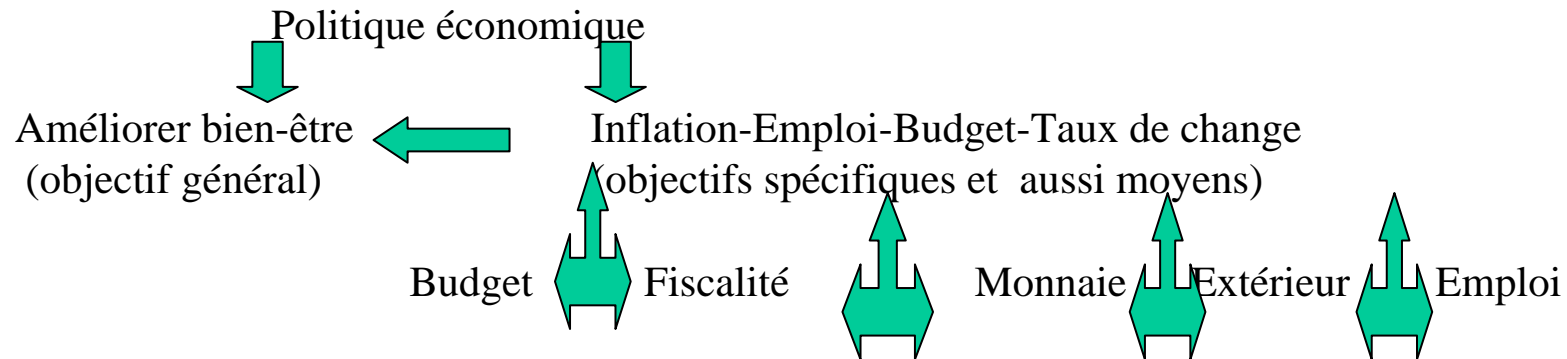 Politique économique
Améliorer bien-être Inflation-Emploi-Budget-Taux de change
(objectif général) (objectifs spécifiques et aussi moyens)
Budget Fiscalité Monnaie Extérieur Emploi